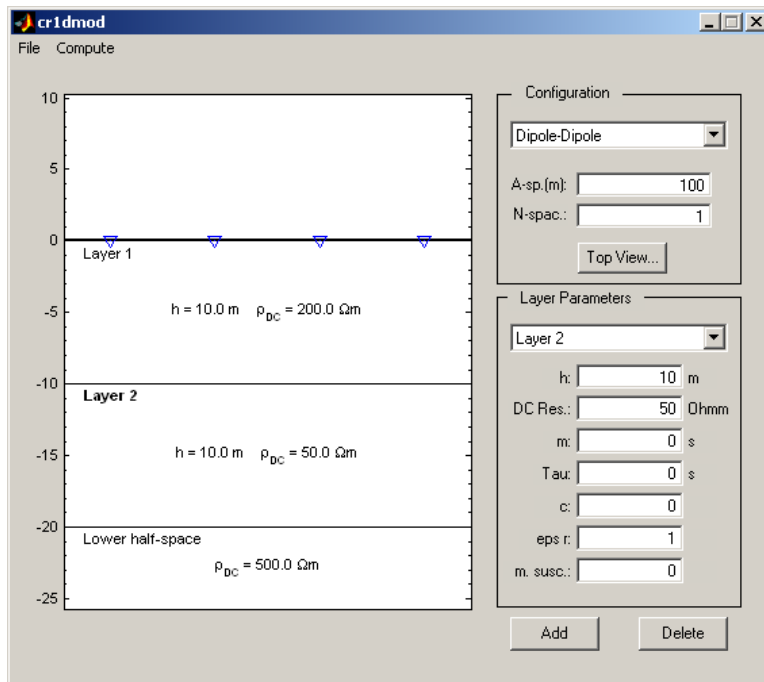 cr1dmod
File Compute
10
5
0
-5
-10
-15
-20
-25
Layer 1
h = 10.0 m ρDC = 200.0 Ωm
Layer 2
h = 10.0 m ρDC = 50.0 Ωm
Lower half-space
ρDC = 500.0 Ωm
Configuration
Dipole-Dipole
A-sp.(m): 100
N-spac.: 1
Top View...
Layer Parameters
Layer 2
h: 10 m
DC Res.: 50 Ohmm
m: 0 s
Tau: 0 s
c: 0
eps r: 1
m. susc.: 0
Add Delete